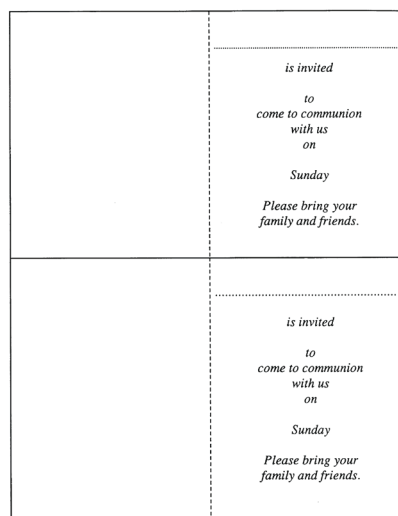 is invited
to
come to communion
with us
on
Sunday
Please bring your
family and friends.
is invited
to
come to communion
with us
on
Sunday
Please bring your
family and friends.